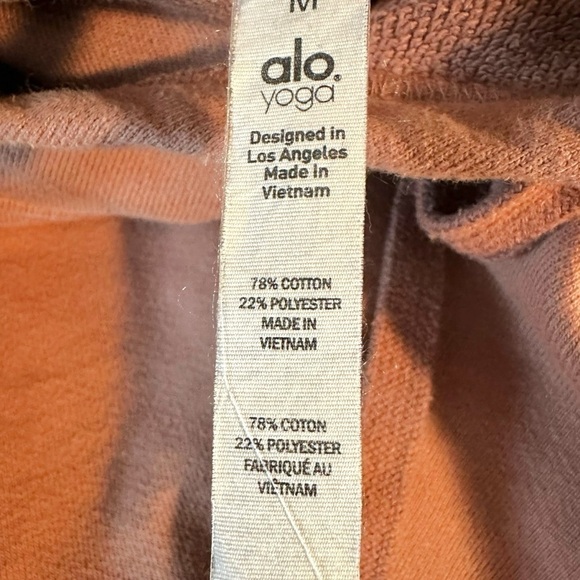 M
alo.
yoga
Designed in
Los Angeles
Made in
Vietnam
78% COTTON
22% POLYESTER
MADE IN
VIETNAM
78% COTON
22% POLYESTER
FABRIQUÉ AU
VIETNAM